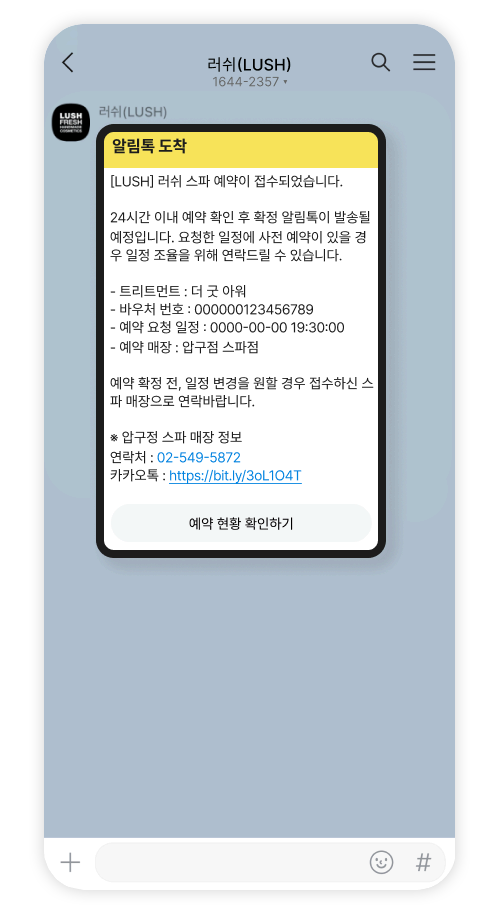 러쉬(LUSH)
1644-2357 ▾
러쉬(LUSH)
LUSH
FRESH
HANDMADE
COSMETICS
알림톡 도착
[LUSH] 러쉬 스파 예약이 접수되었습니다.
24시간 이내 예약 확인 후 확정 알림톡이 발송될
예정입니다. 요청한 일정에 사전 예약이 있을 경
우 일정 조율을 위해 연락드릴 수 있습니다.
- 트리트먼트 : 더 굿 아워
- 바우처 번호 : 000000123456789
- 예약 요청 일정 : 0000-00-00 19:30:00
- 예약 매장 : 압구점 스파점
예약 확정 전, 일정 변경을 원할 경우 접수하신 스
파 매장으로 연락바랍니다.
※ 압구정 스파 매장 정보
연락처 : 02-549-5872
카카오톡 : https://bit.ly/3oL1O4T
예약 현황 확인하기
#